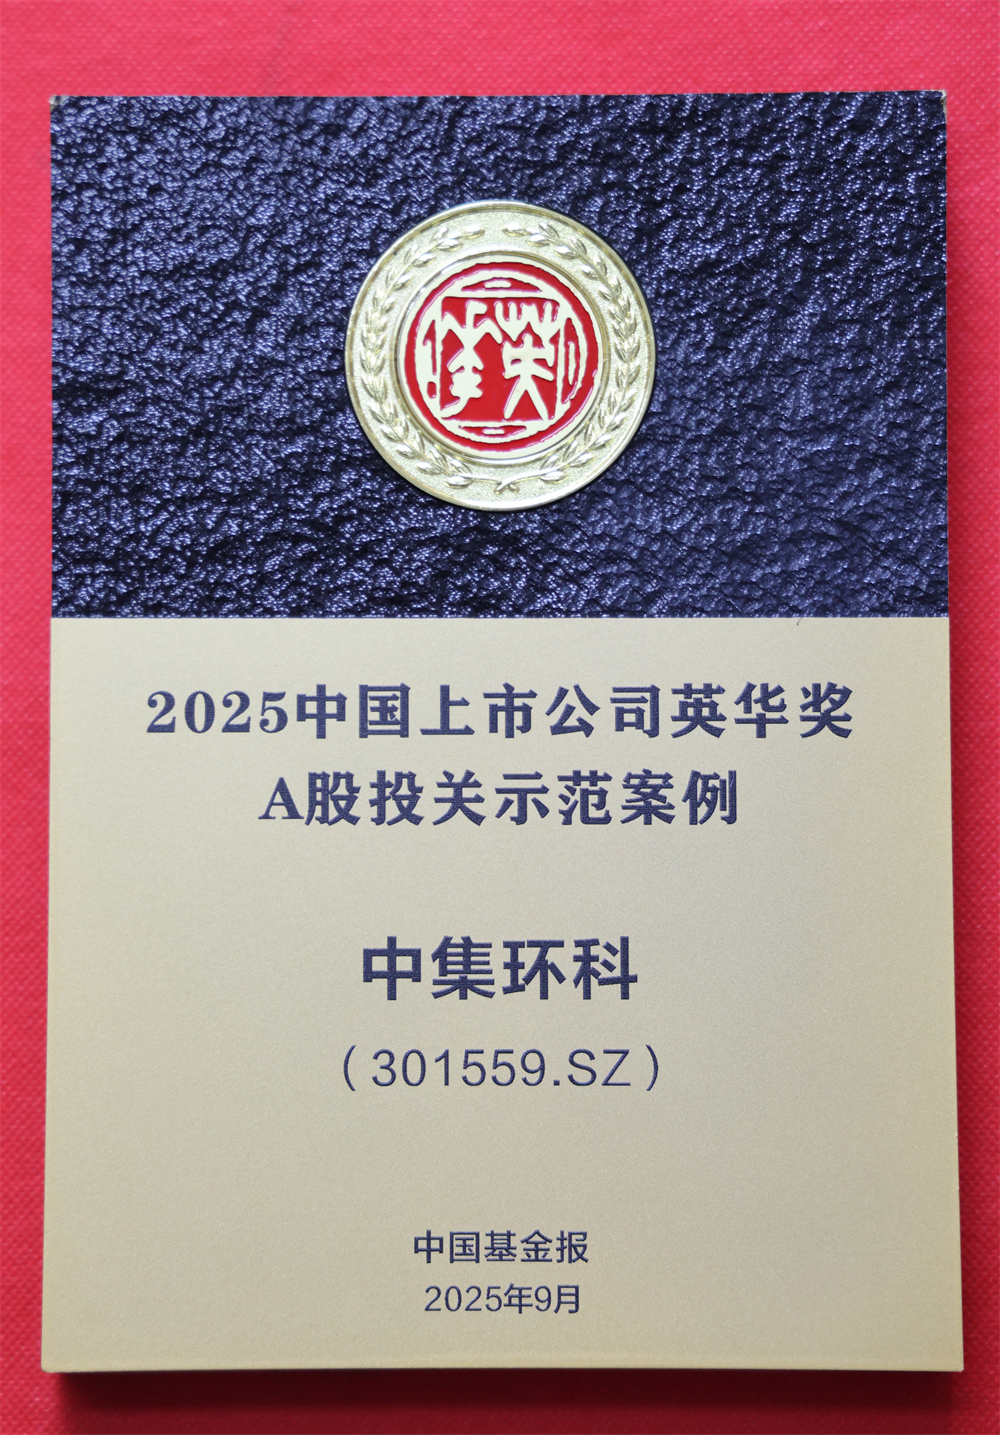 英华
2025中国上市公司英华奖
A股投关示范案例
中集环科
（301559.SZ）
中国基金报
2025年9月